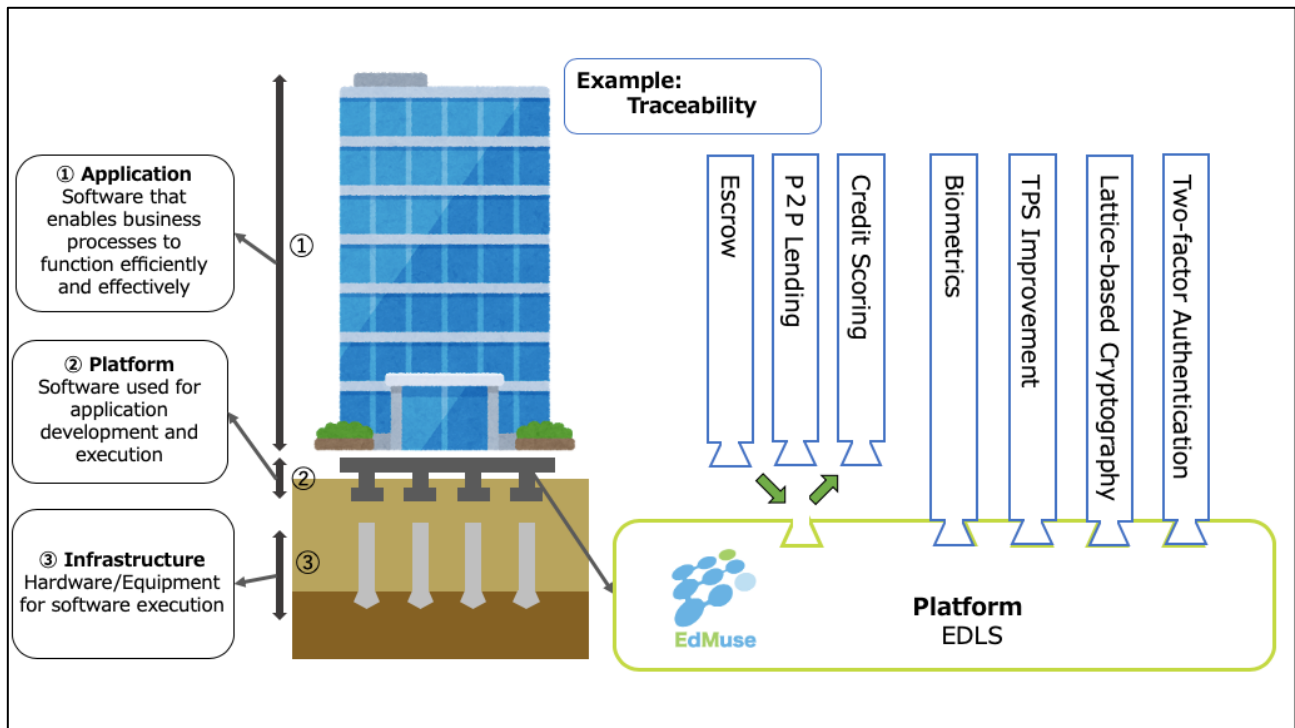 Example:
Traceability
① Application
Software that
enables business
processes to
function efficiently
and effectively
①
② Platform
Software used for
application
development and
execution
②
③ Infrastructure
Hardware/Equipment
for software execution
③
Escrow
P2P Lending
Credit Scoring
Biometrics
TPS Improvement
Lattice-based Cryptography
Two-factor Authentication
EdMuse
Platform
EDLS